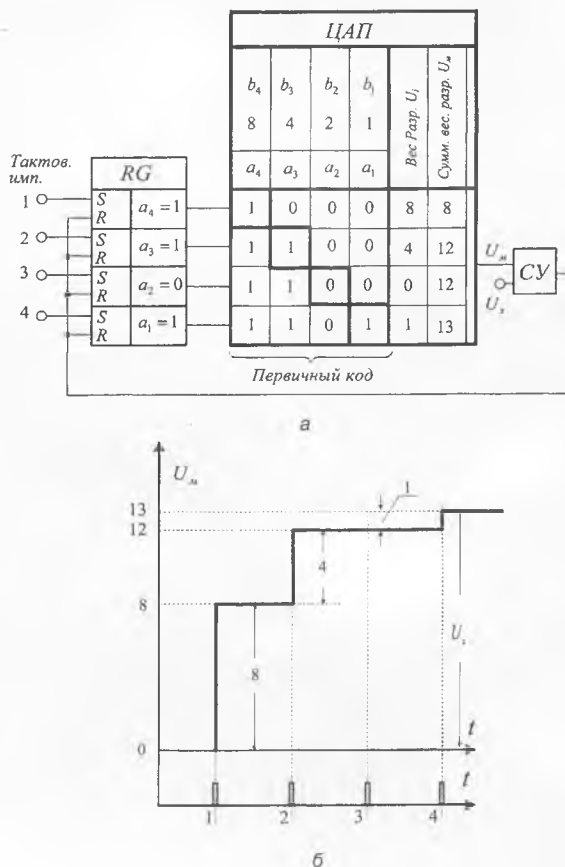 ЦАП
b₄ b₃ b₂ b₁ Вес Разр. Uᵢ Сумм. вес. разр. Uₘ
8 4 2 1
a₄ a₃ a₂ a₁
Тактов.
имп.
RG
1 S R a₄ = 1 1 0 0 0 8 8
2 S R a₃ = 1 1 1 0 0 4 12
3 S R a₂ = 0 1 1 0 0 0 12
4 S R a₁ = 1 1 1 0 1 1 13
Uₘ СУ
Uₓ
Первичный код
а
Uₘ
13 1
12
4
8
8 Uₓ
0 t
t
1 2 3 4
б